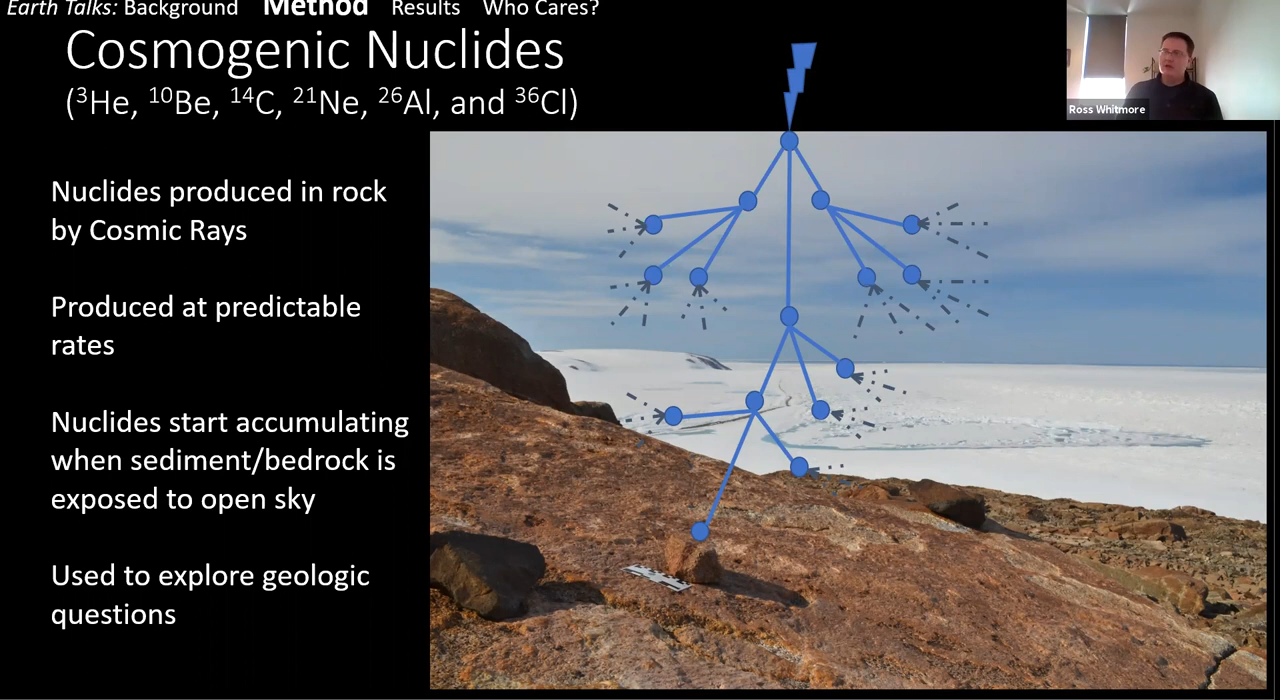 Earth Talks: Background Method Results Who Cares?
Cosmogenic Nuclides
(³He, ¹⁰Be, ¹⁴C, ²¹Ne, ²⁶Al, and ³⁶Cl)
Ross Whitmore
Nuclides produced in rock
by Cosmic Rays
Produced at predictable
rates
Nuclides start accumulating
when sediment/bedrock is
exposed to open sky
Used to explore geologic
questions